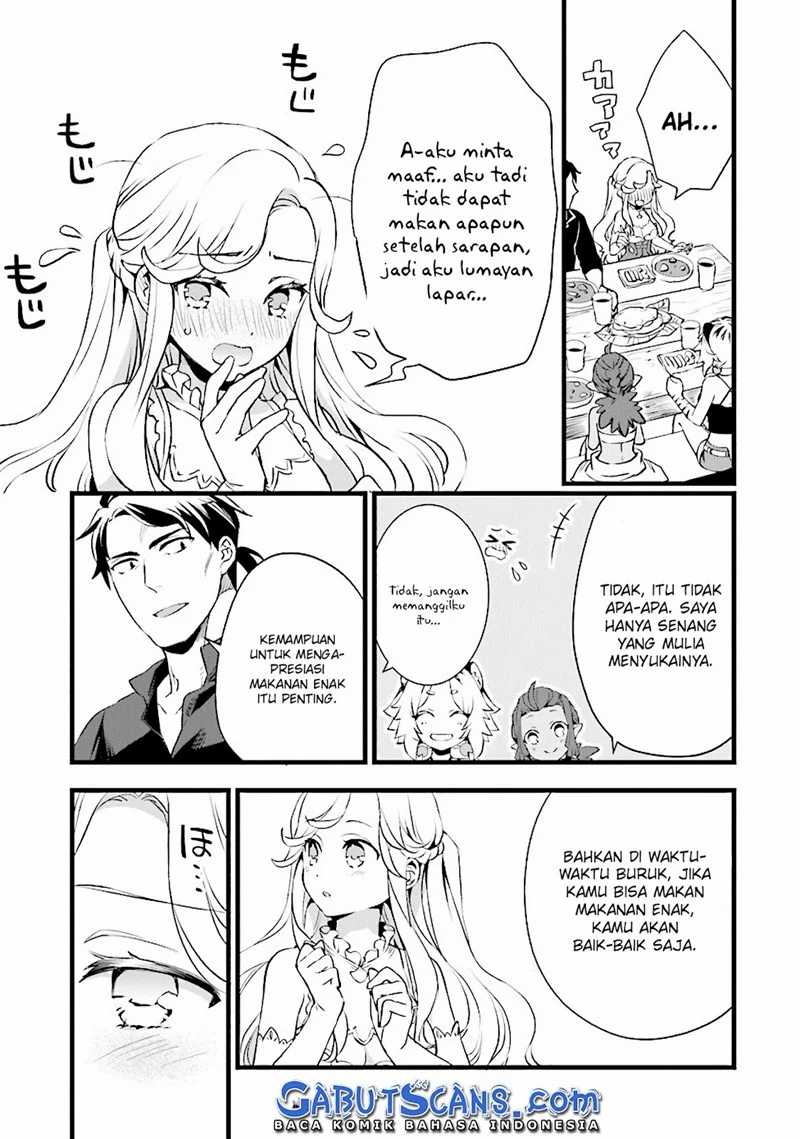 AH...
カアァァァ
A-aku minta
maaf... aku tadi
tidak dapat
makan apapun
setelah sarapan,
jadi aku lumayan
lapar...
もじ
もじ
TIDAK, ITU TIDAK
APA-APA. SAYA
HANYA SENANG
YANG MULIA
MENYUKAINYA.
Tidak, jangan
memanggilku
itu...
KEMAMPUAN
UNTUK MENGA-
PRESIASI
MAKANAN ENAK
ITU PENTING.
BAHKAN DI WAKTU-
WAKTU BURUK, JIKA
KAMU BISA MAKAN
MAKANAN ENAK,
KAMU AKAN
BAIK-BAIK SAJA.
ほ...
GABUTSCANS.COM
BACA KOMIK BAHASA INDONESIA